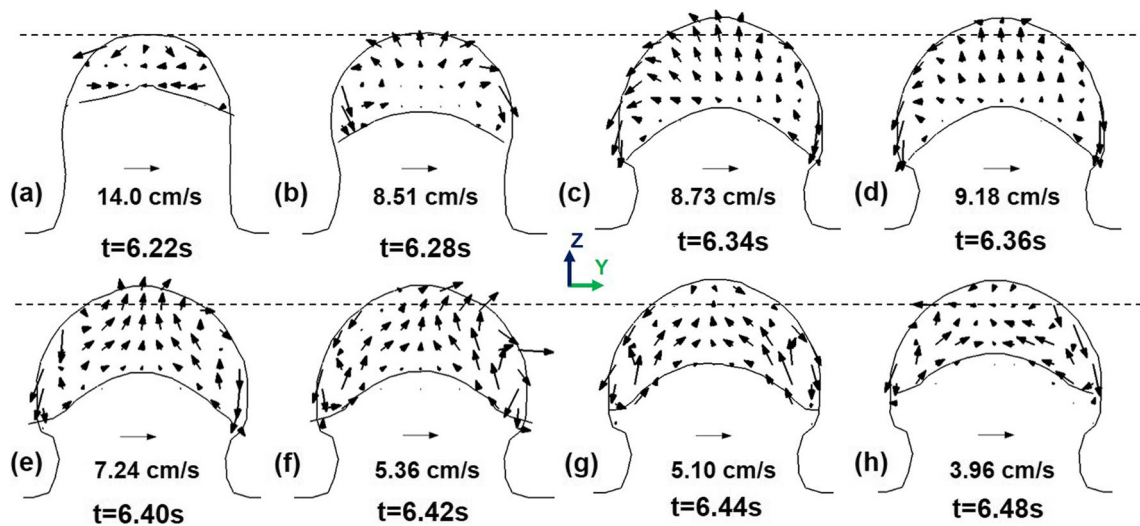 (a) 14.0 cm/s (b) 8.51 cm/s (c) 8.73 cm/s (d) 9.18 cm/s
t=6.22s t=6.28s t=6.34s t=6.36s
Z
Y
(e) 7.24 cm/s (f) 5.36 cm/s (g) 5.10 cm/s (h) 3.96 cm/s
t=6.40s t=6.42s t=6.44s t=6.48s